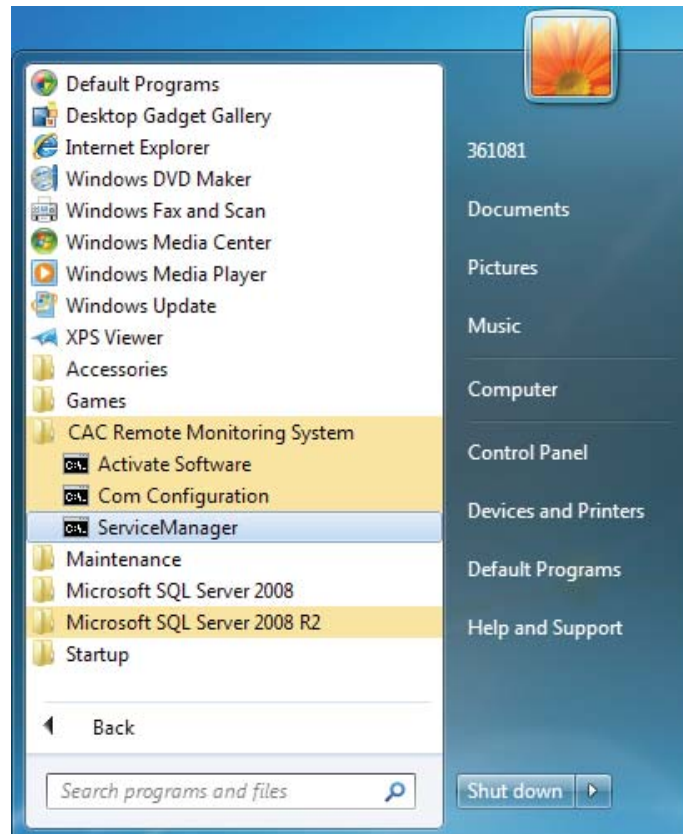 Default Programs
Desktop Gadget Gallery
Internet Explorer
Windows DVD Maker
Windows Fax and Scan
Windows Media Center
Windows Media Player
Windows Update
XPS Viewer
Accessories
Games
CAC Remote Monitoring System
Activate Software
Com Configuration
ServiceManager
Maintenance
Microsoft SQL Server 2008
Microsoft SQL Server 2008 R2
Startup
Back
Search programs and files
361081
Documents
Pictures
Music
Computer
Control Panel
Devices and Printers
Default Programs
Help and Support
Shut down